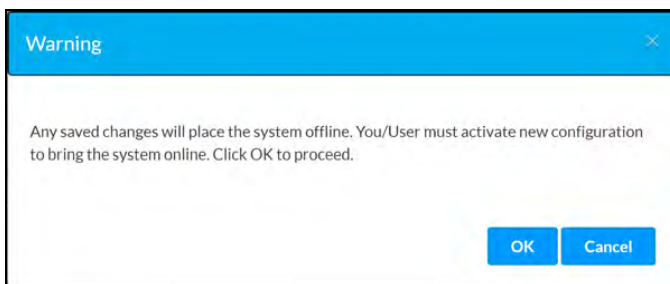 Warning
Any saved changes will place the system offline. You/User must activate new configuration
to bring the system online. Click OK to proceed.
OK Cancel